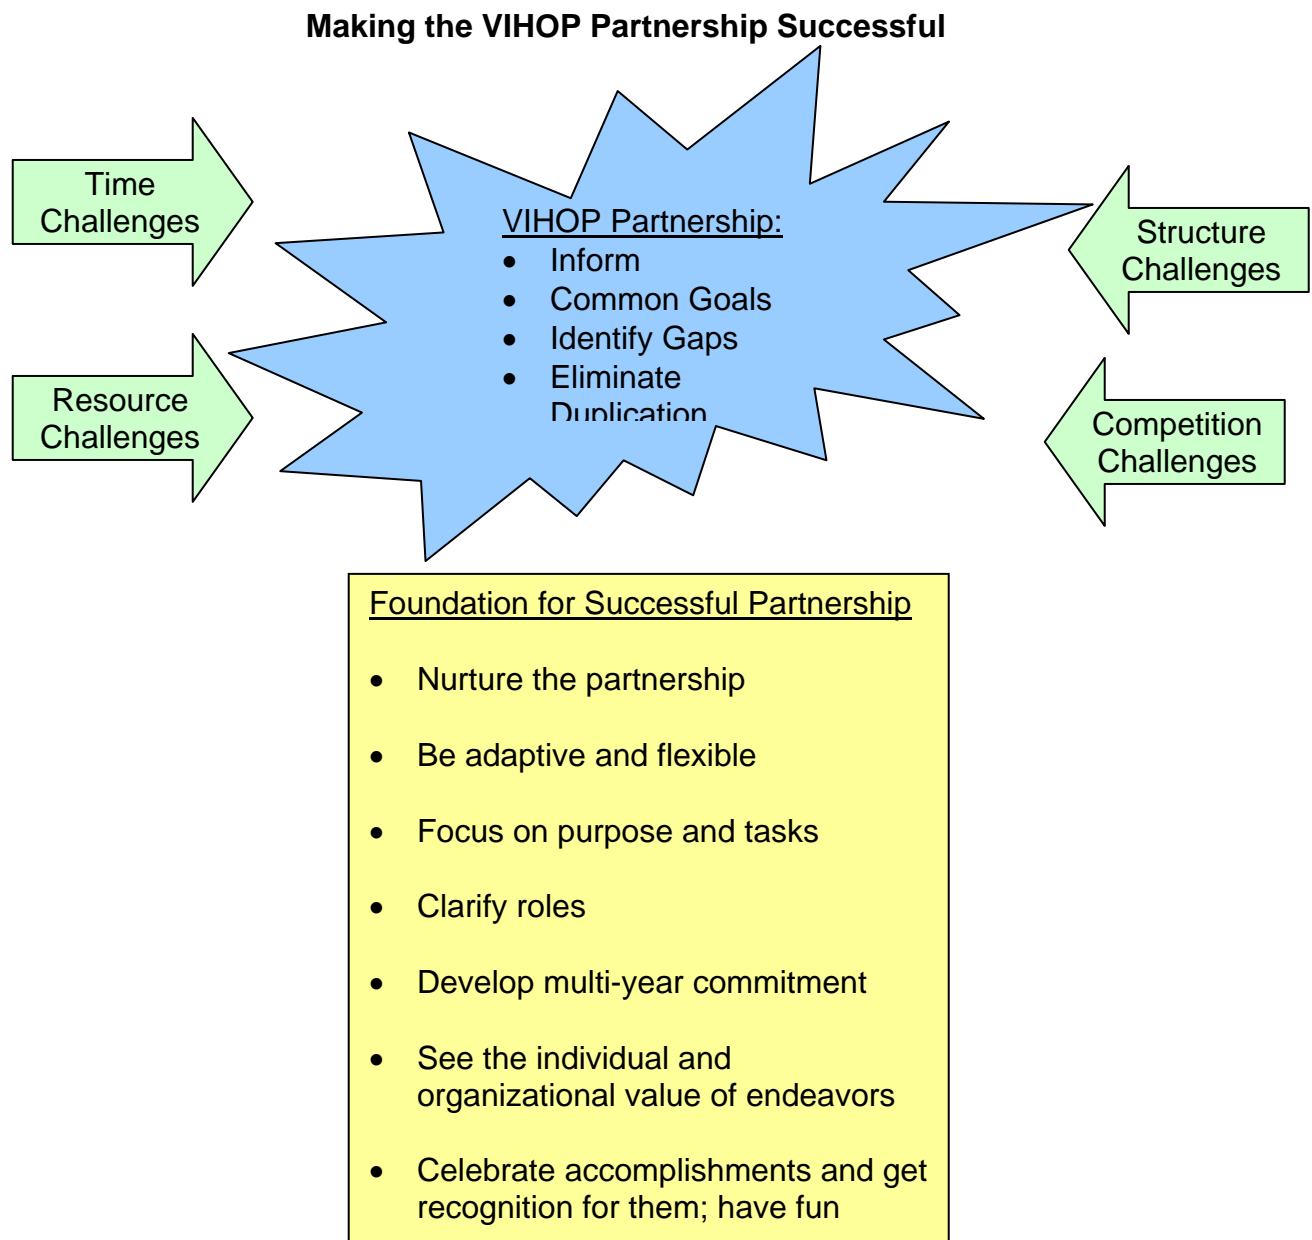 Making the VIHOP Partnership Successful
Time
Challenges
Resource
Challenges
VIHOP Partnership:
• Inform
• Common Goals
• Identify Gaps
• Eliminate
Duplication
Structure
Challenges
Competition
Challenges
Foundation for Successful Partnership
• Nurture the partnership
• Be adaptive and flexible
• Focus on purpose and tasks
• Clarify roles
• Develop multi-year commitment
• See the individual and
organizational value of endeavors
• Celebrate accomplishments and get
recognition for them; have fun